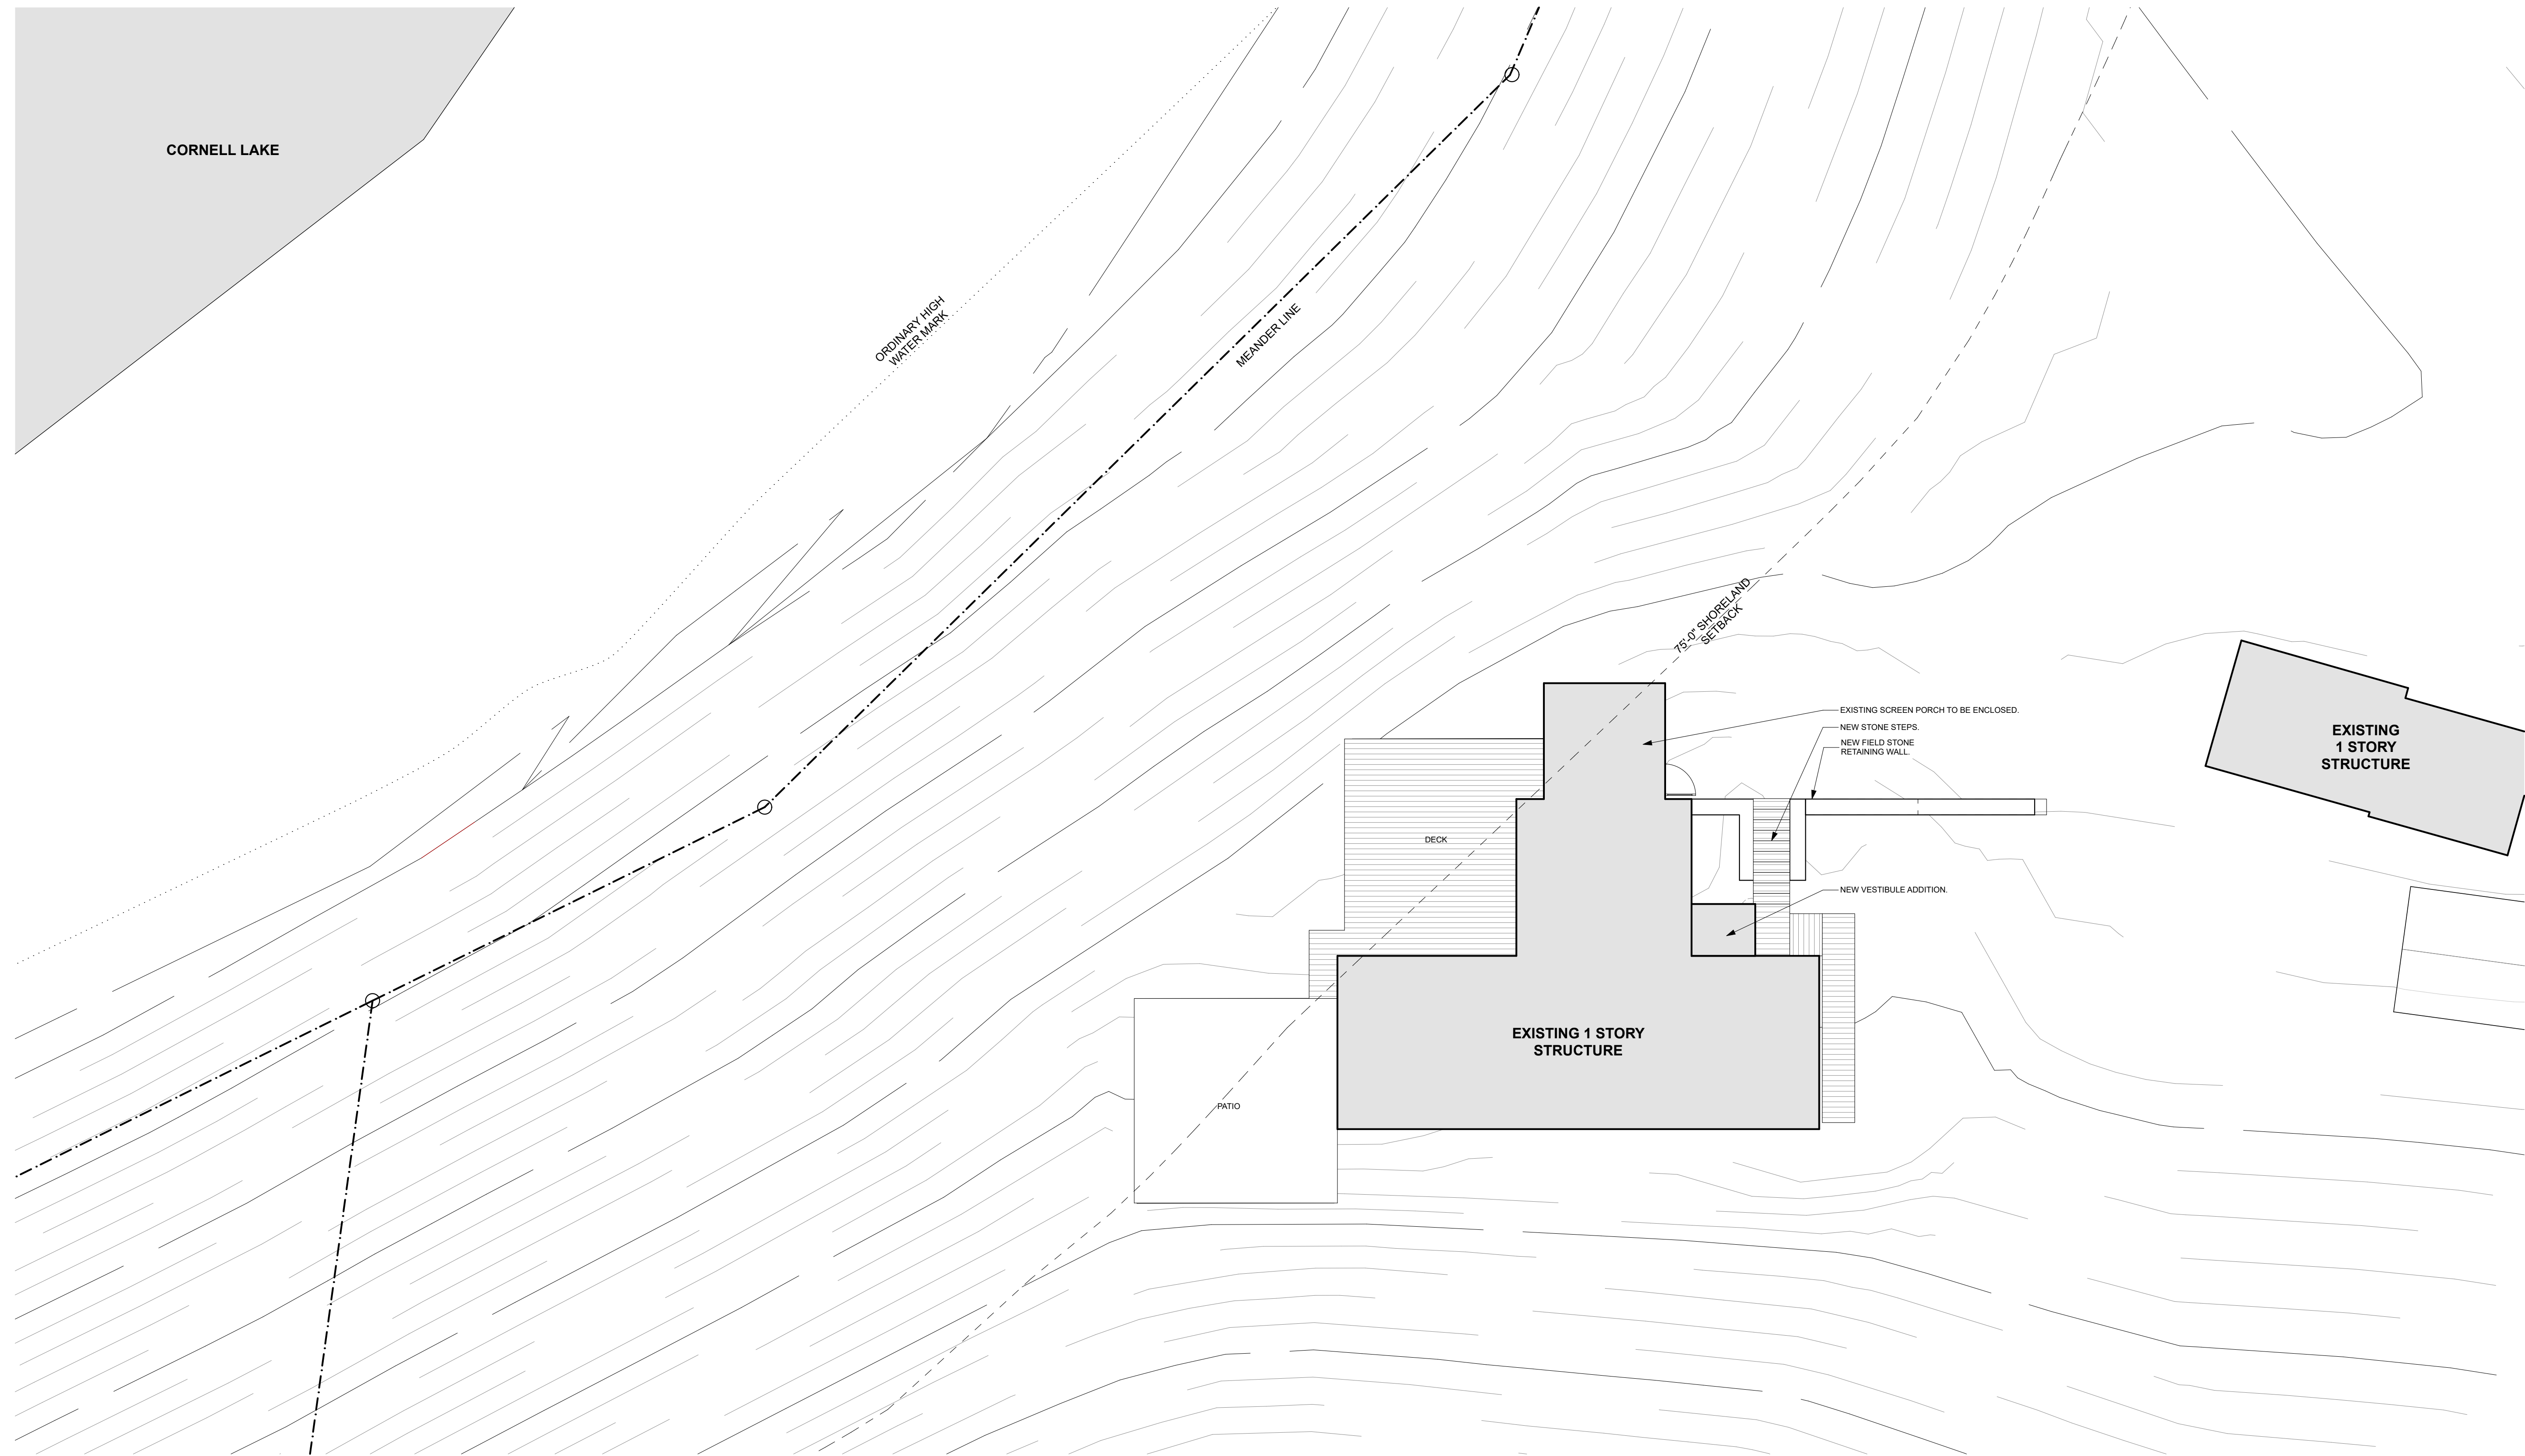 CORNELL LAKE
ORDINARY HIGH
WATER MARK
MEANDER LINE
75'-0" SHORELAND
SETBACK
EXISTING SCREEN PORCH TO BE ENCLOSED.
NEW STONE STEPS.
NEW FIELD STONE
RETAINING WALL.
EXISTING
1 STORY
STRUCTURE
DECK
NEW VESTIBULE ADDITION.
EXISTING 1 STORY
STRUCTURE
PATIO